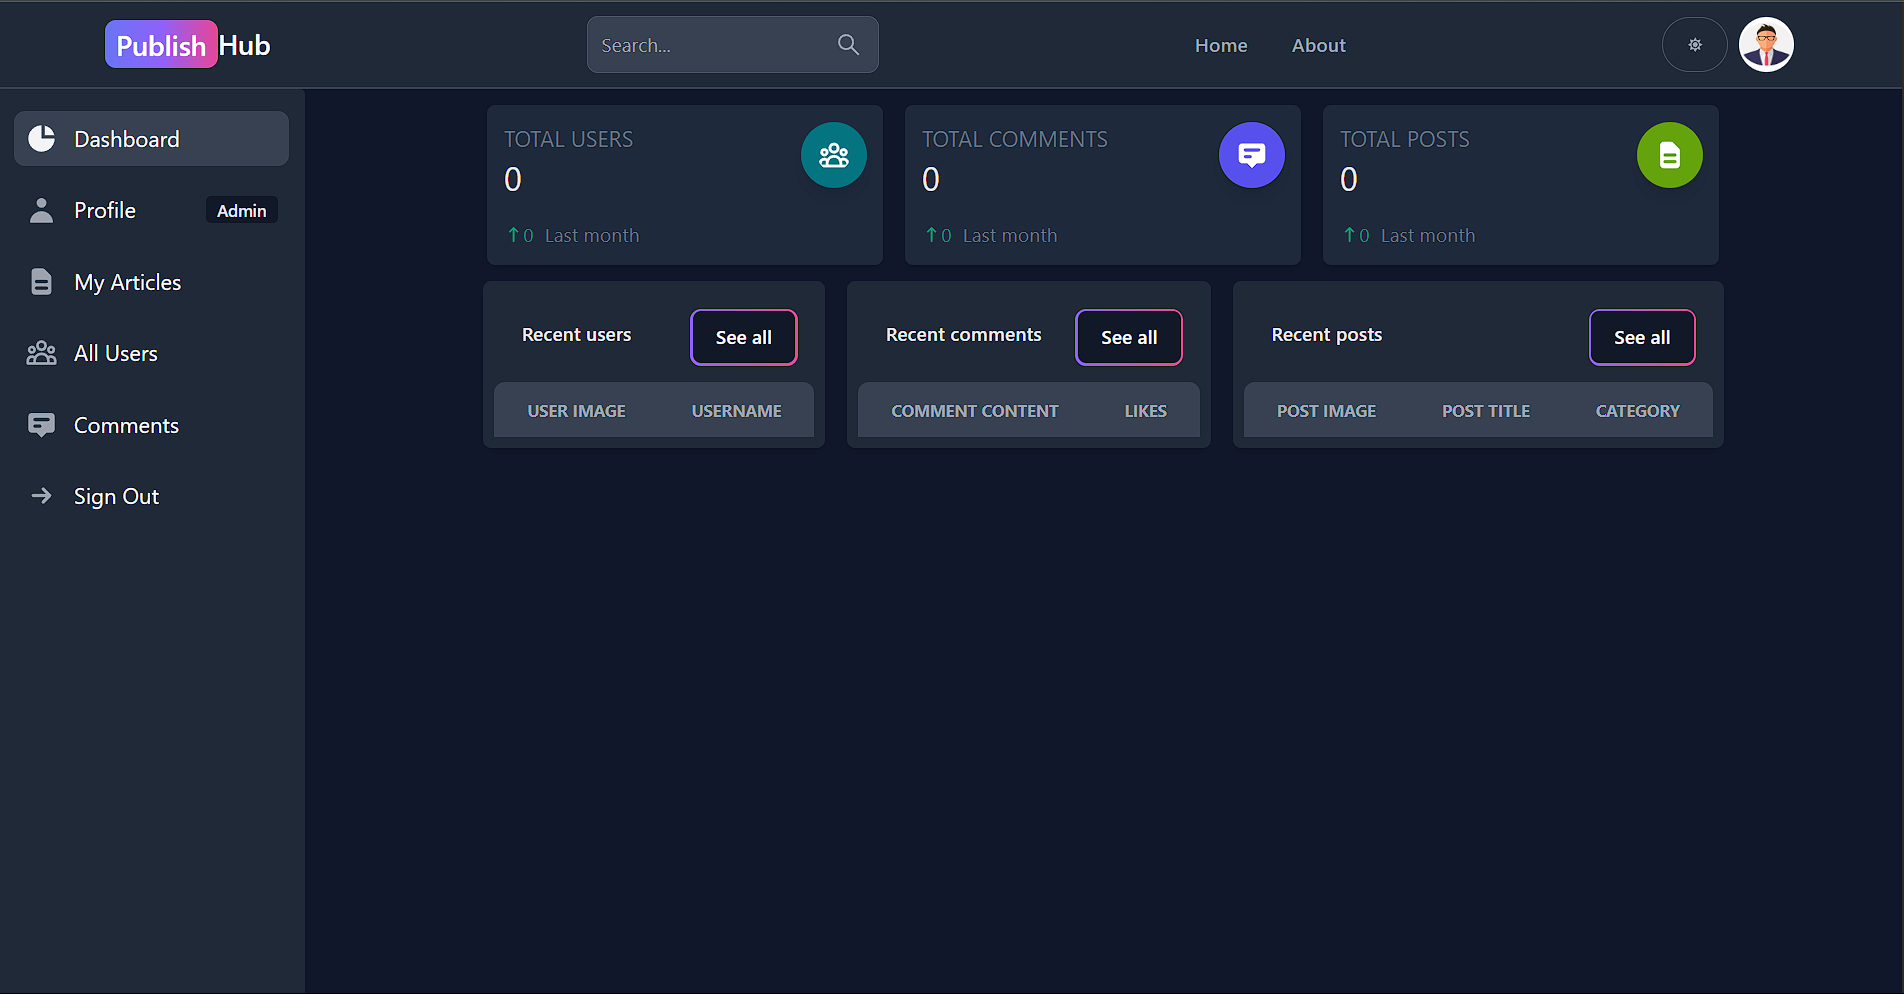 Publish Hub
Search...
Home
About
Dashboard
Profile
Admin
My Articles
All Users
Comments
Sign Out
TOTAL USERS
0
↑ 0 Last month
TOTAL COMMENTS
0
↑ 0 Last month
TOTAL POSTS
0
↑ 0 Last month
Recent users
See all
USER IMAGE USERNAME
Recent comments
See all
COMMENT CONTENT LIKES
Recent posts
See all
POST IMAGE POST TITLE CATEGORY